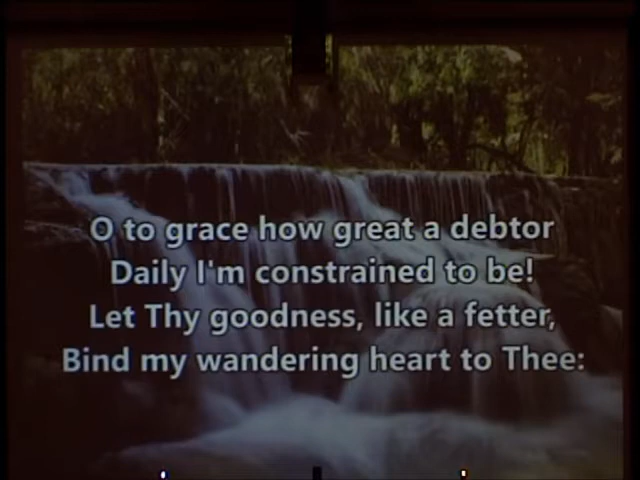 O to grace how great a debtor
Daily I'm constrained to be!
Let Thy goodness, like a fetter,
Bind my wandering heart to Thee: